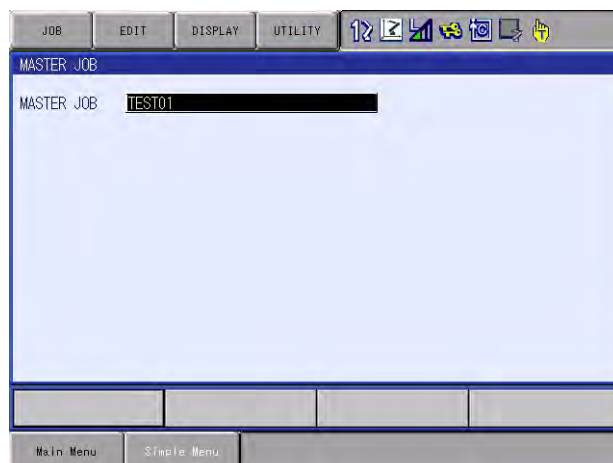 JOB EDIT DISPLAY UTILITY
MASTER JOB
MASTER JOB TEST01
Main Menu Simple Menu